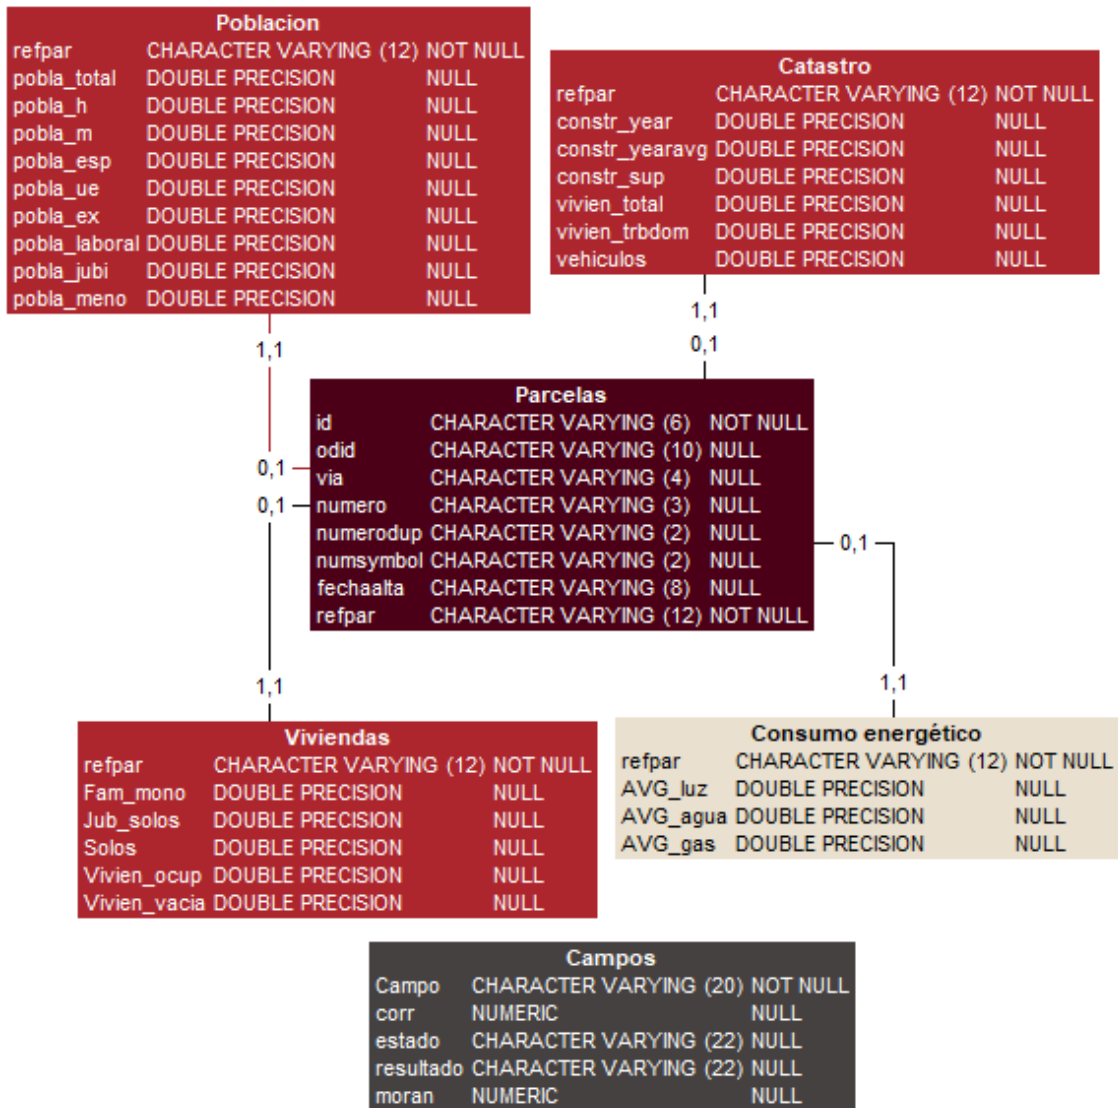 Poblacion
refpar CHARACTER VARYING (12) NOT NULL
pobla_total DOUBLE PRECISION NULL
pobla_h DOUBLE PRECISION NULL
pobla_m DOUBLE PRECISION NULL
pobla_esp DOUBLE PRECISION NULL
pobla_ue DOUBLE PRECISION NULL
pobla_ex DOUBLE PRECISION NULL
pobla_laboral DOUBLE PRECISION NULL
pobla_jubi DOUBLE PRECISION NULL
pobla_meno DOUBLE PRECISION NULL
Catastro
refpar CHARACTER VARYING (12) NOT NULL
constr_year DOUBLE PRECISION NULL
constr_yearavg DOUBLE PRECISION NULL
constr_sup DOUBLE PRECISION NULL
vivien_total DOUBLE PRECISION NULL
vivien_trbdom DOUBLE PRECISION NULL
vehiculos DOUBLE PRECISION NULL
1,1
1,1
0,1
Parcelas
id CHARACTER VARYING (6) NOT NULL
odid CHARACTER VARYING (10) NULL
via CHARACTER VARYING (4) NULL
numero CHARACTER VARYING (3) NULL
numerodup CHARACTER VARYING (2) NULL
numsymbol CHARACTER VARYING (2) NULL
fechaalta CHARACTER VARYING (8) NULL
refpar CHARACTER VARYING (12) NOT NULL
0,1
0,1
0,1
1,1
1,1
Viviendas
refpar CHARACTER VARYING (12) NOT NULL
Fam_mono DOUBLE PRECISION NULL
Jub_solos DOUBLE PRECISION NULL
Solos DOUBLE PRECISION NULL
Vivien_ocup DOUBLE PRECISION NULL
Vivien_vacia DOUBLE PRECISION NULL
Consumo energético
refpar CHARACTER VARYING (12) NOT NULL
AVG_luz DOUBLE PRECISION NULL
AVG_agua DOUBLE PRECISION NULL
AVG_gas DOUBLE PRECISION NULL
Campos
Campo CHARACTER VARYING (20) NOT NULL
corr NUMERIC NULL
estado CHARACTER VARYING (22) NULL
resultado CHARACTER VARYING (22) NULL
moran NUMERIC NULL